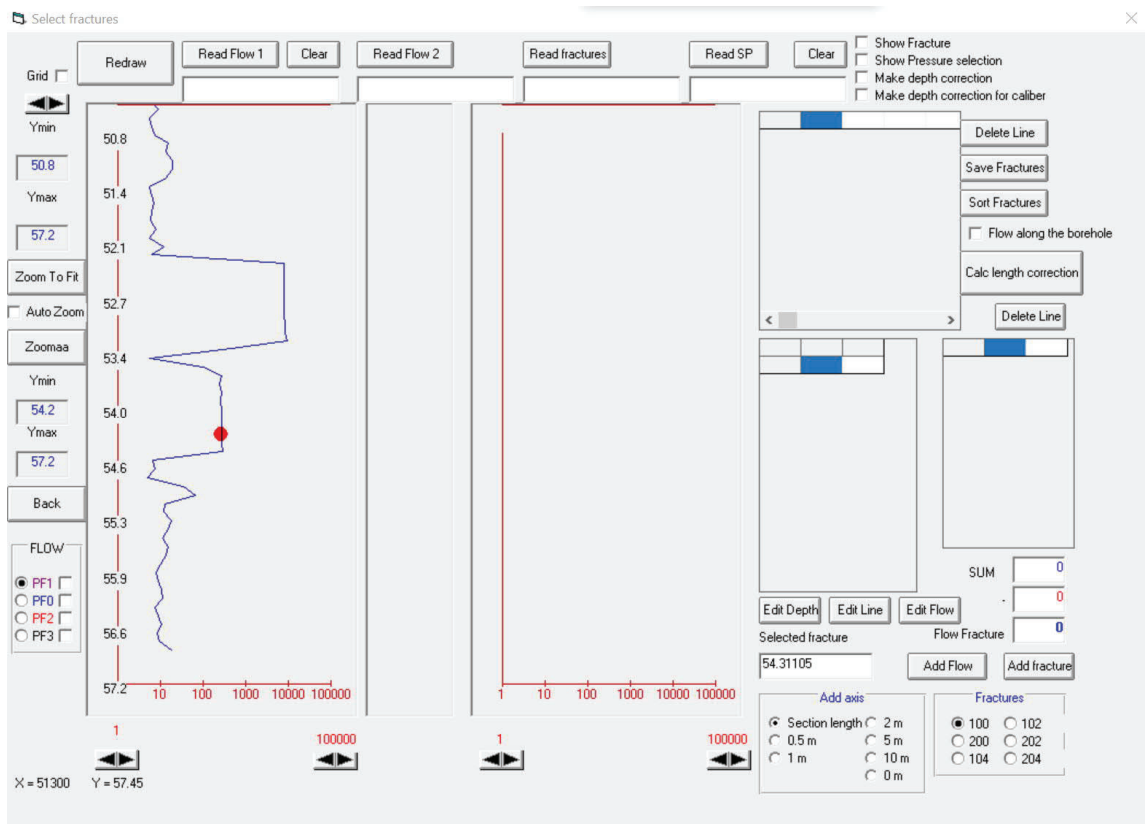 Select fractures
Redraw
Read Flow 1
Clear
Read Flow 2
Read fractures
Read SP
Clear
Show Fracture
Show Pressure selection
Make depth correction
Make depth correction for caliber
Grid
Ymin
50.8
Ymax
57.2
Zoom To Fit
Auto Zoom
Zoomaa
Ymin
54.2
Ymax
57.2
Back
FLOW
PF1
PF0
PF2
PF3
50.8
51.4
52.1
52.7
53.4
54.0
54.6
55.3
55.9
56.6
57.2
10 100 1000 10000 100000
1 100000
X = 51300 Y = 57.45
1 10 100 1000 10000 100000
1 100000
Delete Line
Save Fractures
Sort Fractures
Flow along the borehole
Calc length correction
< >
Delete Line
SUM 0
- 0
Flow Fracture 0
Edit Depth
Edit Line
Edit Flow
Selected fracture
54.31105
Add Flow
Add fracture
Add axis
Section length
2 m
0.5 m
5 m
1 m
10 m
0 m
Fractures
100 102
200 202
104 204